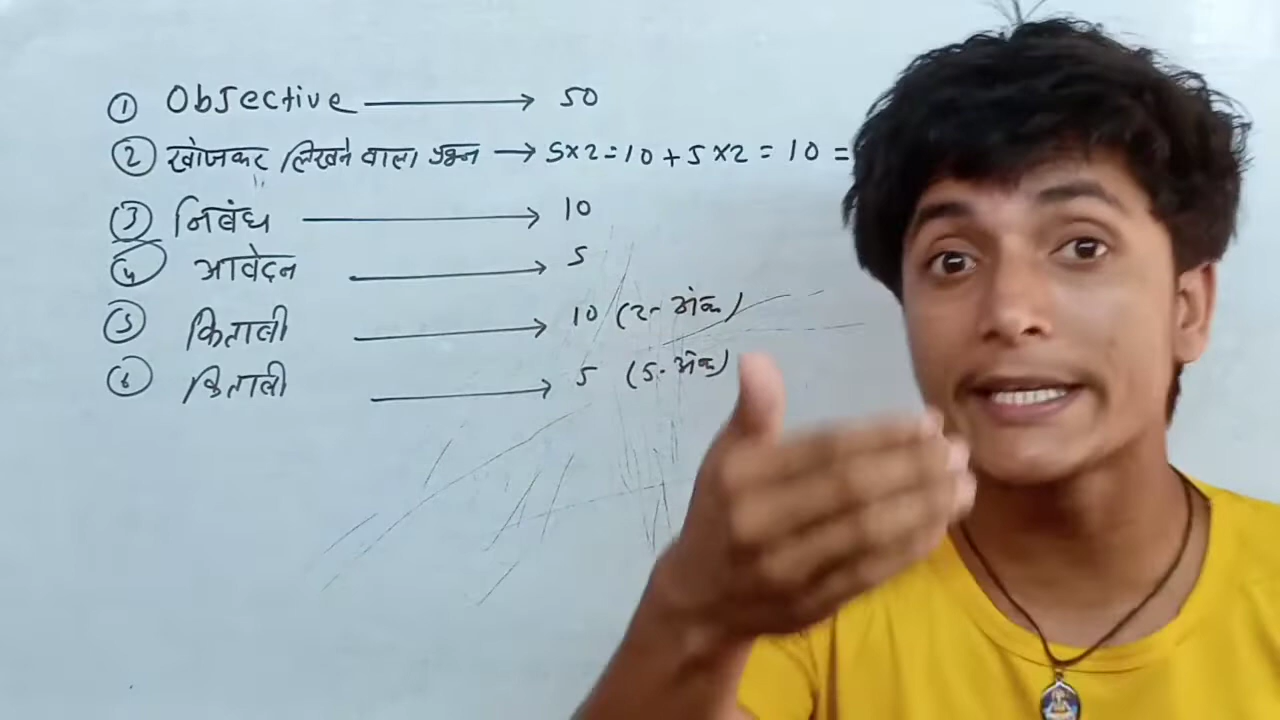 ① Obsective → 50
② खोजकर लिखने वाला प्रश्न → 5×2=10+5×2=10=
③ निबंध → 10
④ आवेदन → 5
⑤ किताबी → 10 (2-अंक)
⑥ किताबी → 5 (5-अंक)